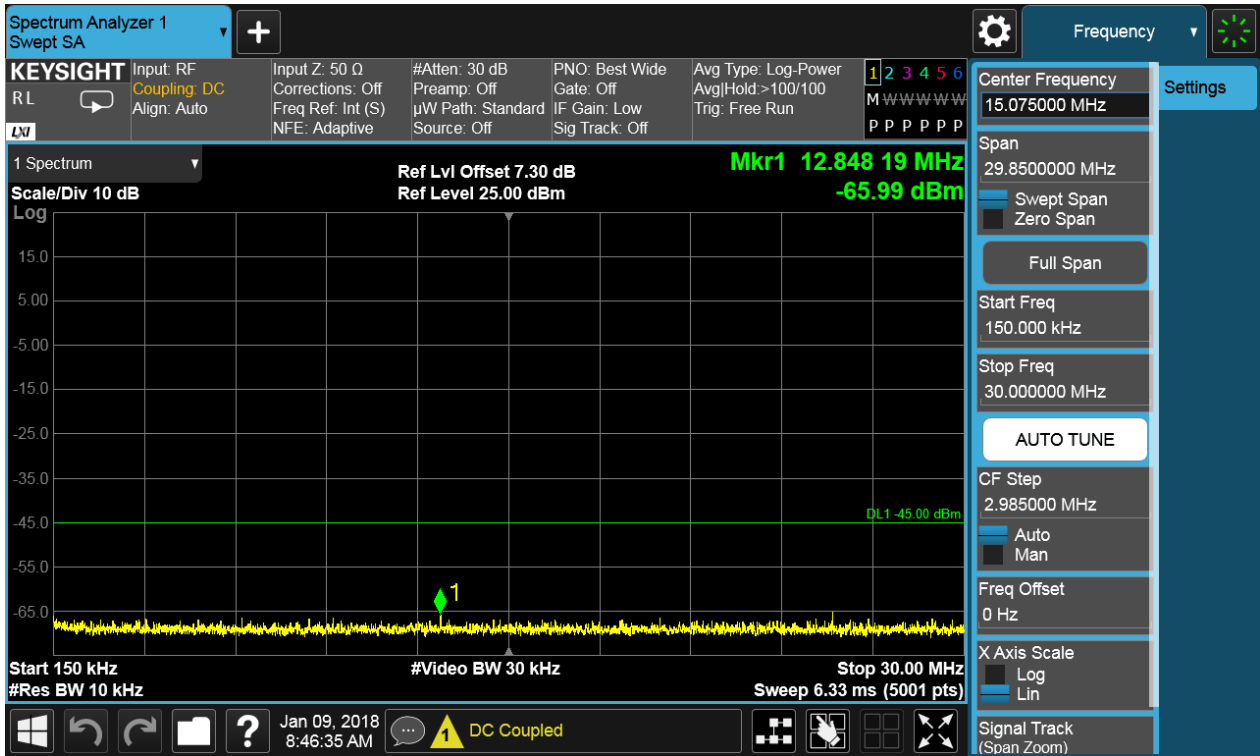 Spectrum Analyzer 1
Swept SA
+
Frequency
KEYSIGHT
R L
LXI
Input: RF
Coupling: DC
Align: Auto
Input Z: 50 Ω
Corrections: Off
Freq Ref: Int (S)
NFE: Adaptive
#Atten: 30 dB
Preamp: Off
µW Path: Standard
Source: Off
PNO: Best Wide
Gate: Off
IF Gain: Low
Sig Track: Off
Avg Type: Log-Power
Avg|Hold:>100/100
Trig: Free Run
1 2 3 4 5 6
M W W W W W
P P P P P P
1 Spectrum
Scale/Div 10 dB
Log
Ref Lvl Offset 7.30 dB
Ref Level 25.00 dBm
Mkr1 12.848 19 MHz
-65.99 dBm
15.0
5.00
-5.00
-15.0
-25.0
-35.0
-45.0
-55.0
-65.0
DL1 -45.00 dBm
1
Start 150 kHz
#Res BW 10 kHz
#Video BW 30 kHz
Stop 30.00 MHz
Sweep 6.33 ms (5001 pts)
Center Frequency
15.075000 MHz
Span
29.8500000 MHz
Swept Span
Zero Span
Full Span
Start Freq
150.000 kHz
Stop Freq
30.000000 MHz
AUTO TUNE
CF Step
2.985000 MHz
Auto
Man
Freq Offset
0 Hz
X Axis Scale
Log
Lin
Signal Track
(Span Zoom)
Settings
?
Jan 09, 2018
8:46:35 AM
1
DC Coupled